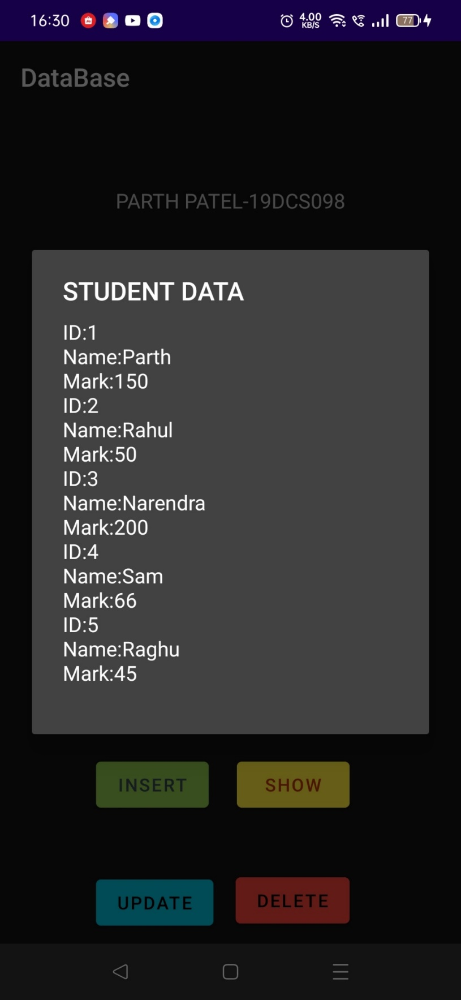 16:30
4.00
KB/S
77
DataBase
PARTH PATEL-19DCS098
STUDENT DATA
ID:1
Name:Parth
Mark:150
ID:2
Name:Rahul
Mark:50
ID:3
Name:Narendra
Mark:200
ID:4
Name:Sam
Mark:66
ID:5
Name:Raghu
Mark:45
INSERT SHOW
UPDATE DELETE